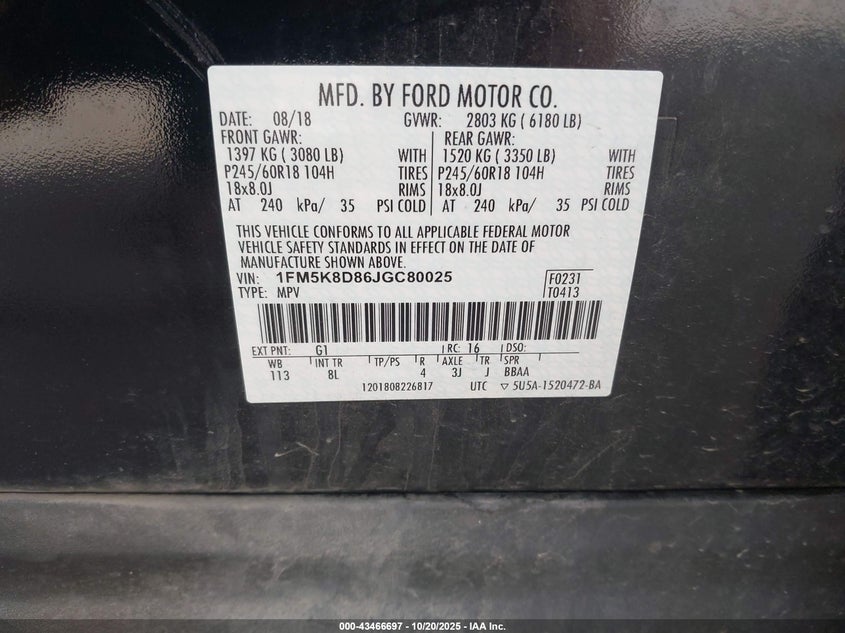 MFD. BY FORD MOTOR CO.
DATE: 08/18 GVWR: 2803 KG ( 6180 LB)
FRONT GAWR: REAR GAWR:
1397 KG ( 3080 LB) WITH 1520 KG ( 3350 LB) WITH
P245/60R18 104H TIRES P245/60R18 104H TIRES
18x8.0J RIMS 18x8.0J RIMS
AT 240 kPa/ 35 PSI COLD AT 240 kPa/ 35 PSI COLD
THIS VEHICLE CONFORMS TO ALL APPLICABLE FEDERAL MOTOR
VEHICLE SAFETY STANDARDS IN EFFECT ON THE DATE OF
MANUFACTURE SHOWN ABOVE.
VIN: 1FM5K8D86JGC80025 F0231
TYPE: MPV T0413
EXT PNT: G1 RC: 16 DSO:
WB INT TR TP/PS R AXLE TR SPR
113 8L 4 3J J BBAA
1201808226817 UTC ▽ 5U5A-1520472-BA
000-43466697 - 10/20/2025 - IAA Inc.